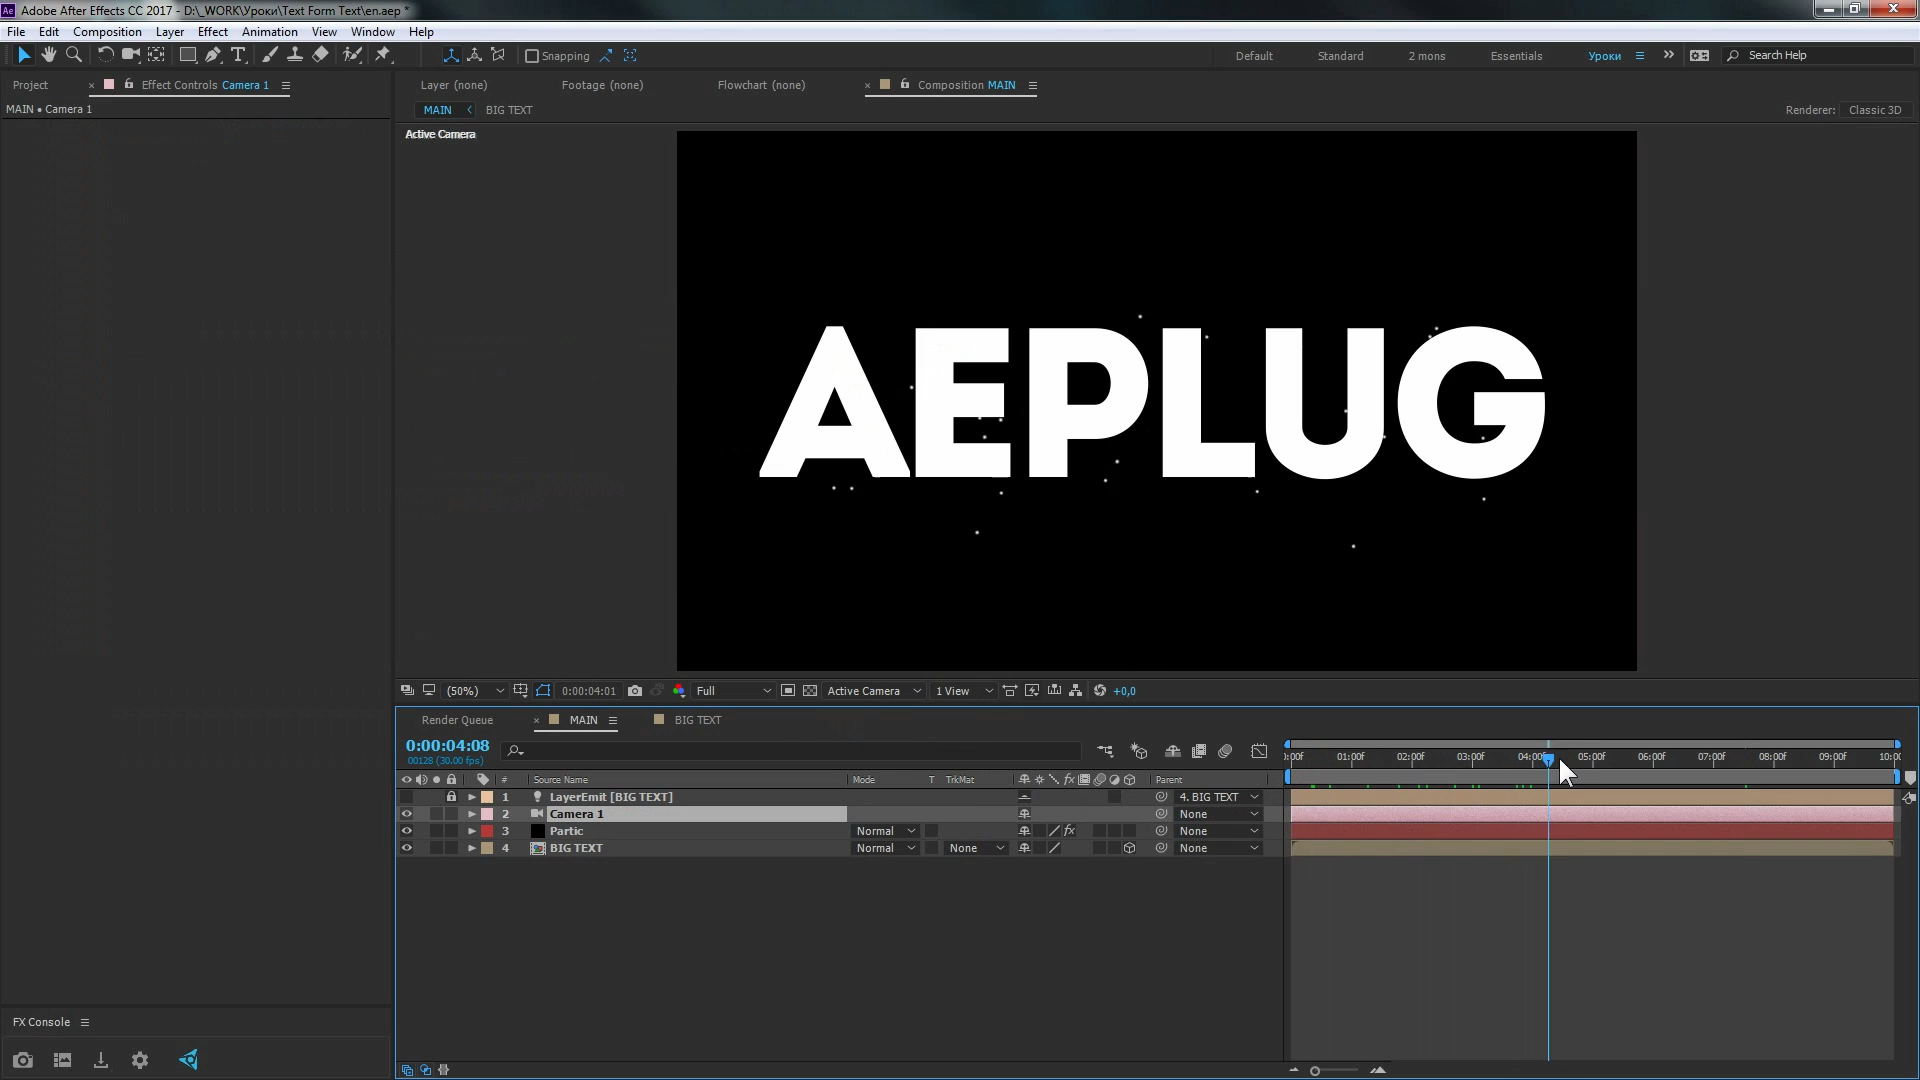 Adobe After Effects CC 2017 - D:\_WORK\Уроки\Text Form Text\en.aep *
File Edit Composition Layer Effect Animation View Window Help
Snapping Default Standard 2 mons Essentials Уроки Search Help
Project Effect Controls Camera 1 Layer (none) Footage (none) Flowchart (none) Composition MAIN
MAIN • Camera 1 MAIN BIG TEXT Renderer: Classic 3D
Active Camera
AEPLUG
(50%) 0:00:04:01 Full Active Camera 1 View +0,0
Render Queue MAIN BIG TEXT
0:00:04:08
00128 (30.00 fps) :00f 01:00f 02:00f 03:00f 04:00f 05:00f 06:00f 07:00f 08:00f 09:00f 10:00
# Source Name Mode T TrkMat Parent
1 LayerEmit [BIG TEXT] 4. BIG TEXT
2 Camera 1 None
3 Partic Normal None
4 BIG TEXT Normal None None
FX Console